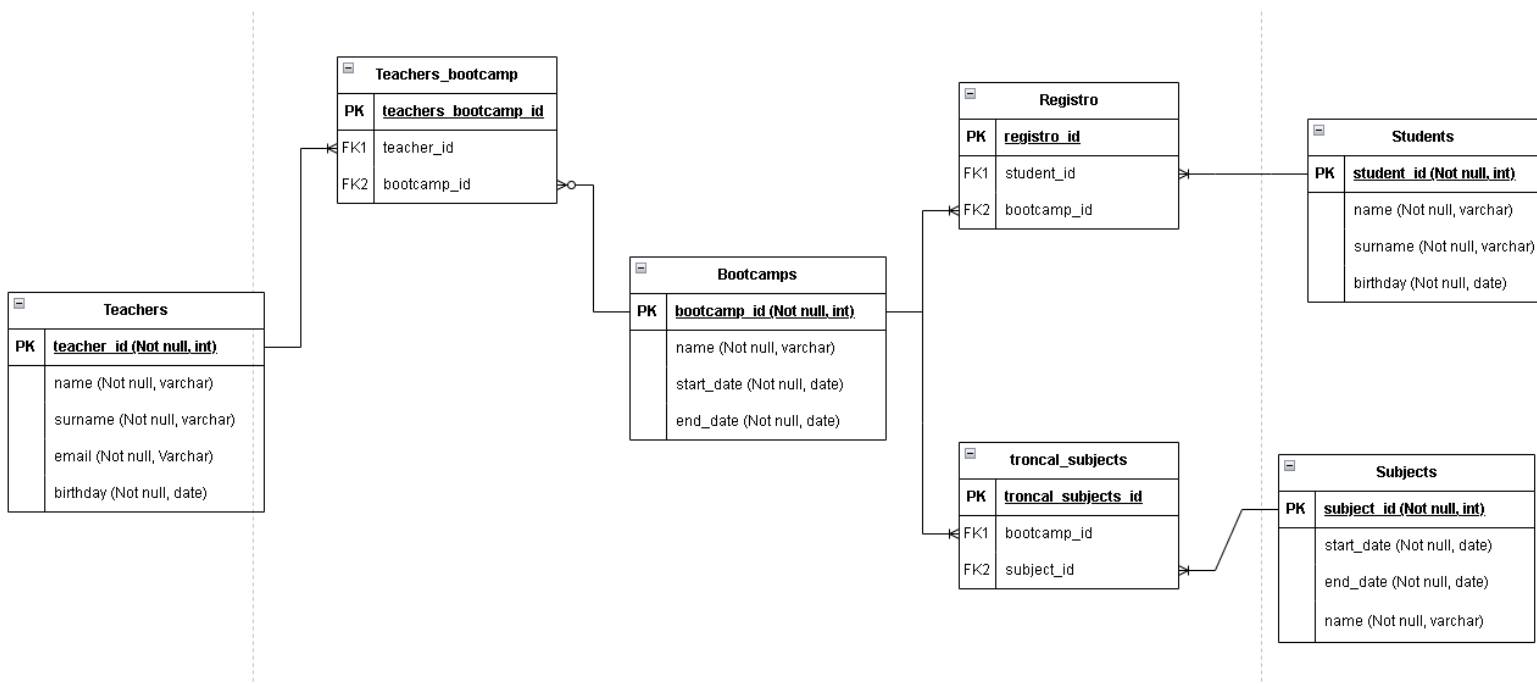 Teachers_bootcamp
PK teachers_bootcamp_id
FK1 teacher_id
FK2 bootcamp_id
Teachers
PK teacher_id (Not null, int)
name (Not null, varchar)
surname (Not null, varchar)
email (Not null, Varchar)
birthday (Not null, date)
Bootcamps
PK bootcamp_id (Not null, int)
name (Not null, varchar)
start_date (Not null, date)
end_date (Not null, date)
Registro
PK registro_id
FK1 student_id
FK2 bootcamp_id
Students
PK student_id (Not null, int)
name (Not null, varchar)
surname (Not null, varchar)
birthday (Not null, date)
troncal_subjects
PK troncal_subjects_id
FK1 bootcamp_id
FK2 subject_id
Subjects
PK subject_id (Not null, int)
start_date (Not null, date)
end_date (Not null, date)
name (Not null, varchar)